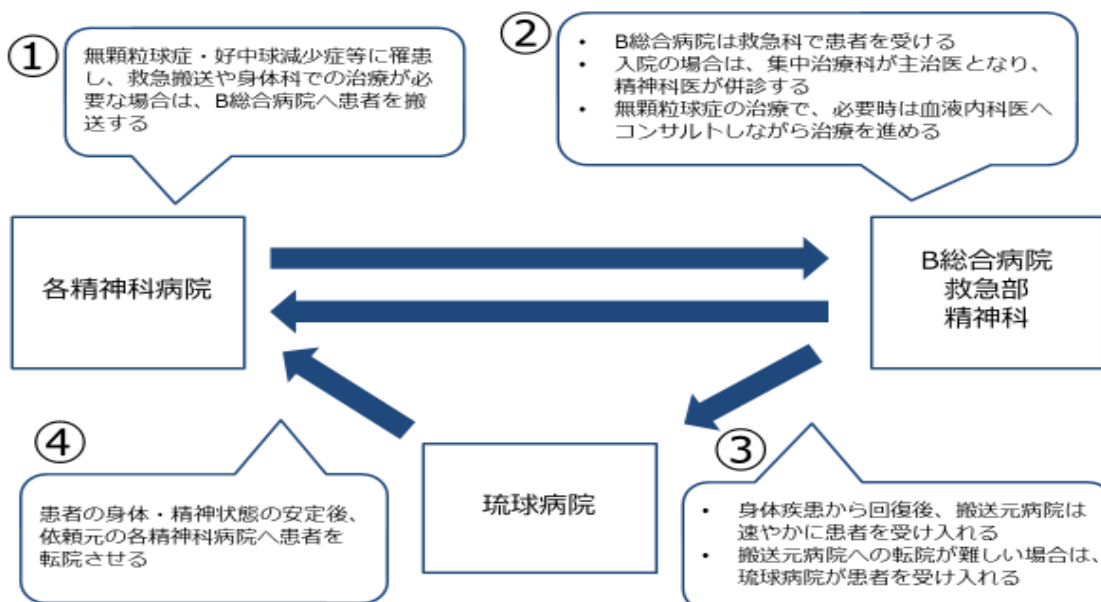 ①
無顆粒球症・好中球減少症等に罹患
し、救急搬送や身体科での治療が必
要な場合は、B総合病院へ患者を搬
送する
②
• B総合病院は救急科で患者を受ける
• 入院の場合は、集中治療科が主治医となり、
精神科医が併診する
• 無顆粒球症の治療で、必要時は血液内科医へ
コンサルトしながら治療を進める
各精神科病院
B総合病院
救急部
精神科
④
患者の身体・精神状態の安定後、
依頼元の各精神科病院へ患者を
転院させる
琉球病院
③
• 身体疾患から回復後、搬送元病院は
速やかに患者を受け入れる
• 搬送元病院への転院が難しい場合は、
琉球病院が患者を受け入れる